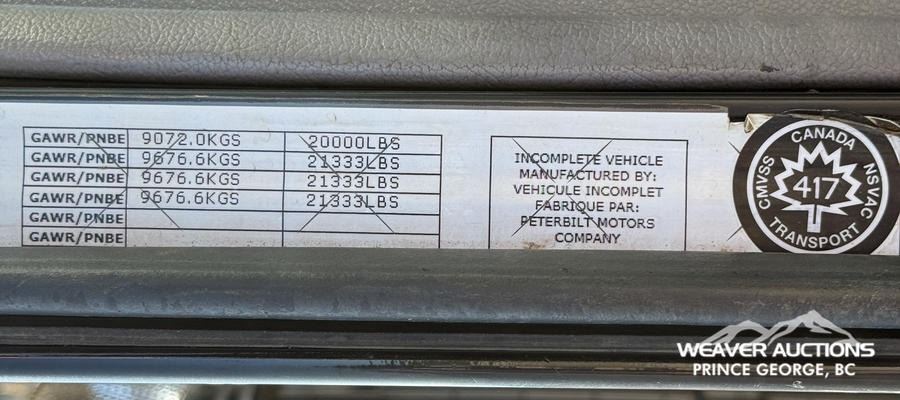 GAWR/PNBE 9072.0KGS 20000LBS
GAWR/PNBE 9676.6KGS 21333LBS
GAWR/PNBE 9676.6KGS 21333LBS
GAWR/PNBE 9676.6KGS 21333LBS
GAWR/PNBE
GAWR/PNBE
INCOMPLETE VEHICLE
MANUFACTURED BY:
VEHICULE INCOMPLET
FABRIQUE PAR:
PETERBILT MOTORS
COMPANY
CANADA
CMVSS 417 NSVAC
TRANSPORT
WEAVER AUCTIONS
PRINCE GEORGE, BC